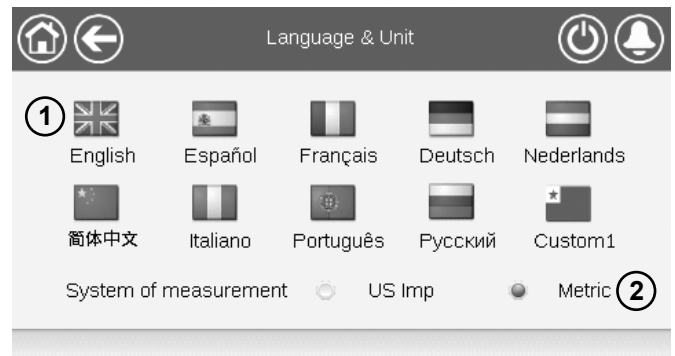 Language & Unit
1
English Español Français Deutsch Nederlands
简体中文 Italiano Português Русский Custom1
System of measurement US Imp Metric 2